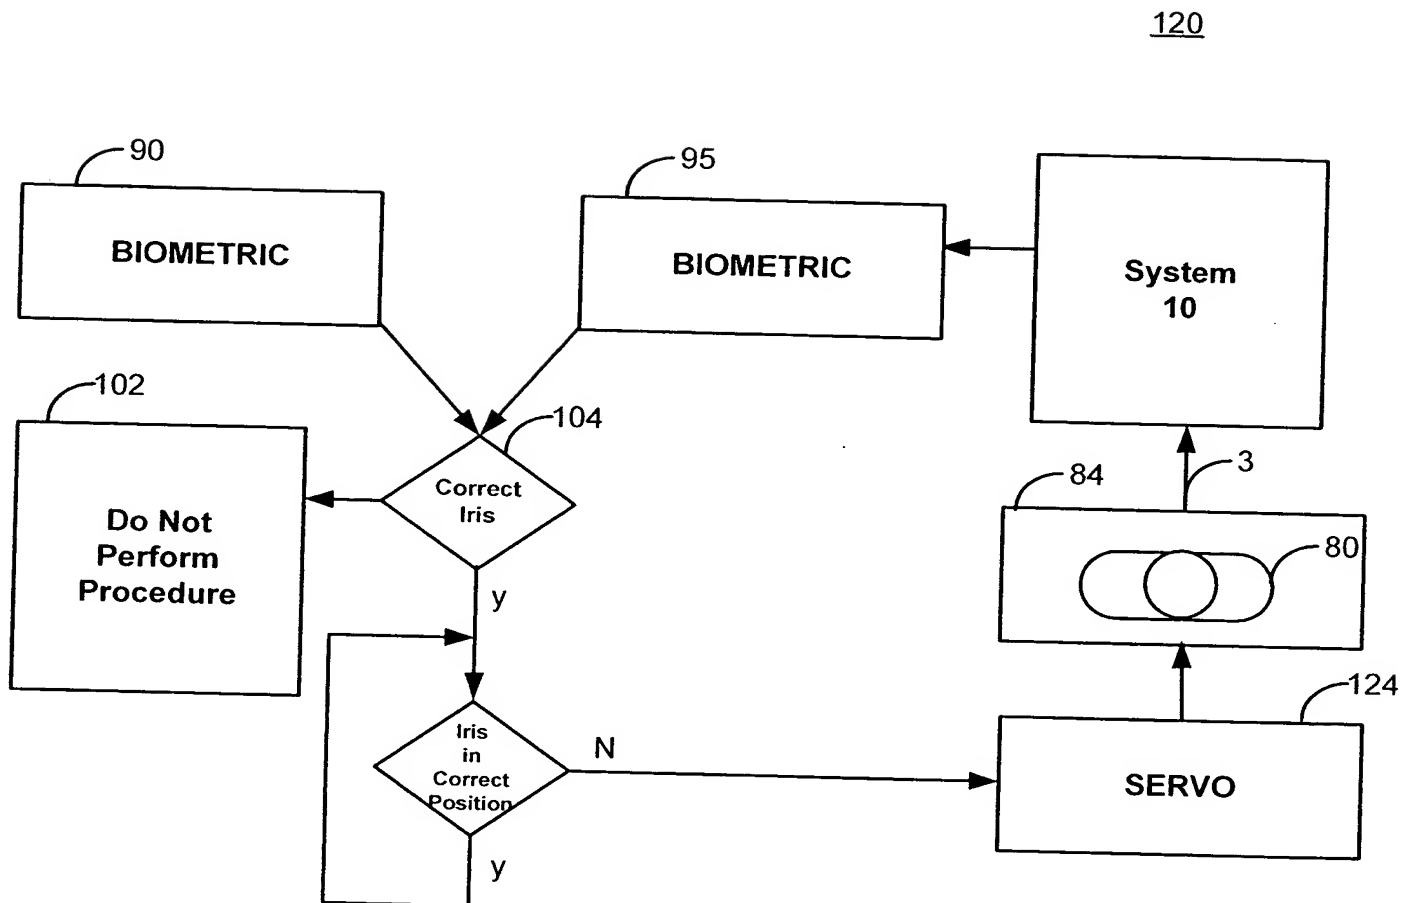 120
90
95
BIOMETRIC
BIOMETRIC
System
10
102
104
Correct
Iris
Do Not
Perform
Procedure
84
3
80
y
124
Iris
in
Correct
Position
N
SERVO
y